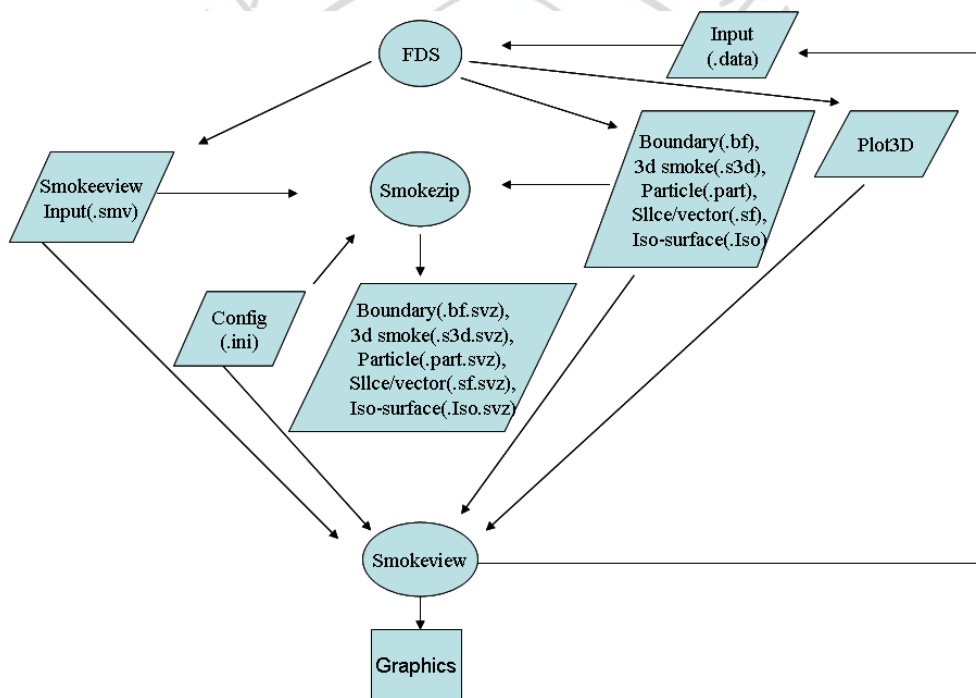 Input
(.data)
FDS
Boundary(.bf),
3d smoke(.s3d),
Particle(.part),
Sllce/vector(.sf),
Iso-surface(.Iso)
Plot3D
Smokeeview
Input(.smv)
Smokezip
Config
(.ini)
Boundary(.bf.svz),
3d smoke(.s3d.svz),
Particle(.part.svz),
Sllce/vector(.sf.svz),
Iso-surface(.Iso.svz)
Smokeview
Graphics